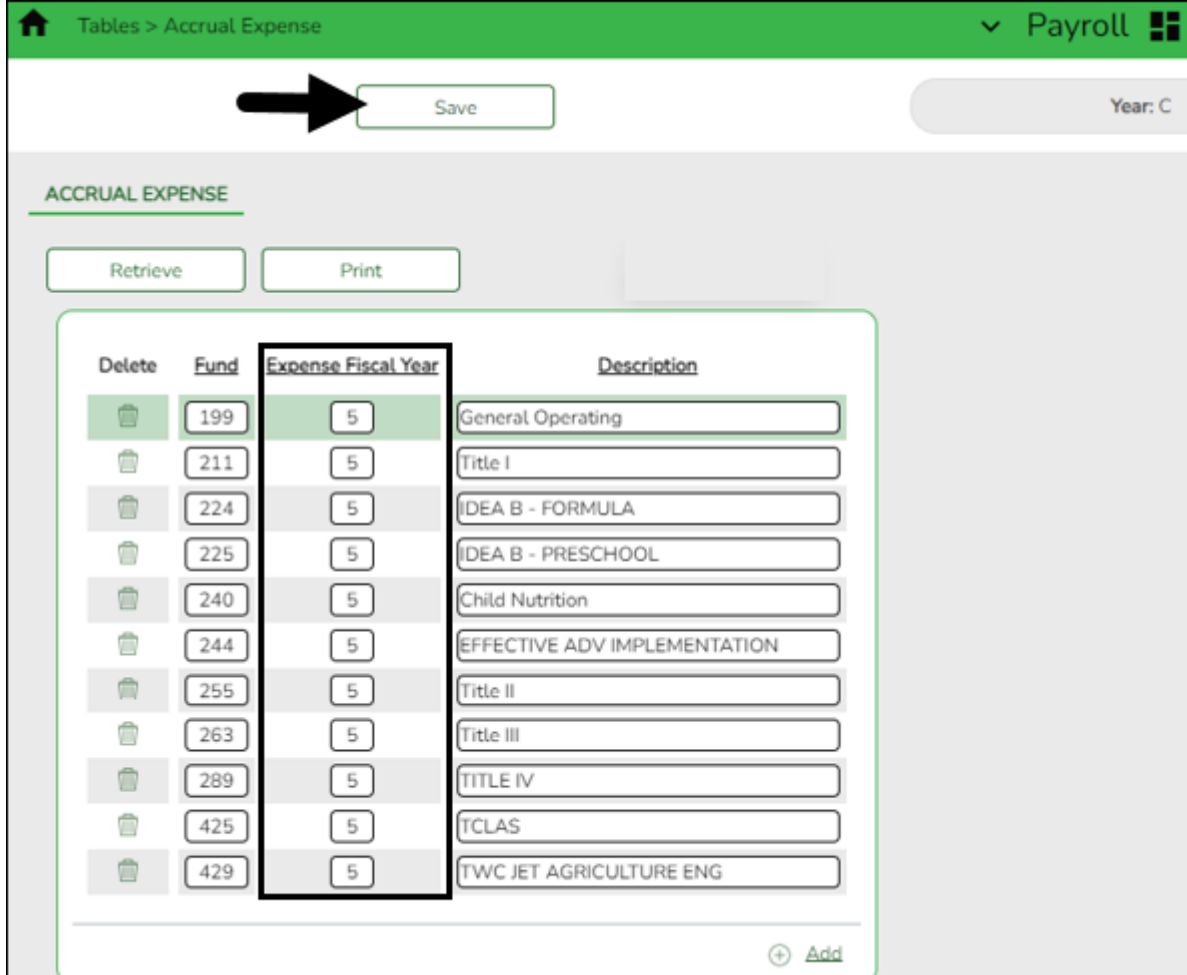 Tables > Accrual Expense
Payroll
Save
Year: C
ACCRUAL EXPENSE
Retrieve Print
Delete Fund Expense Fiscal Year Description
199 5 General Operating
211 5 Title I
224 5 IDEA B - FORMULA
225 5 IDEA B - PRESCHOOL
240 5 Child Nutrition
244 5 EFFECTIVE ADV IMPLEMENTATION
255 5 Title II
263 5 Title III
289 5 TITLE IV
425 5 TCLAS
429 5 TWC JET AGRICULTURE ENG
Add